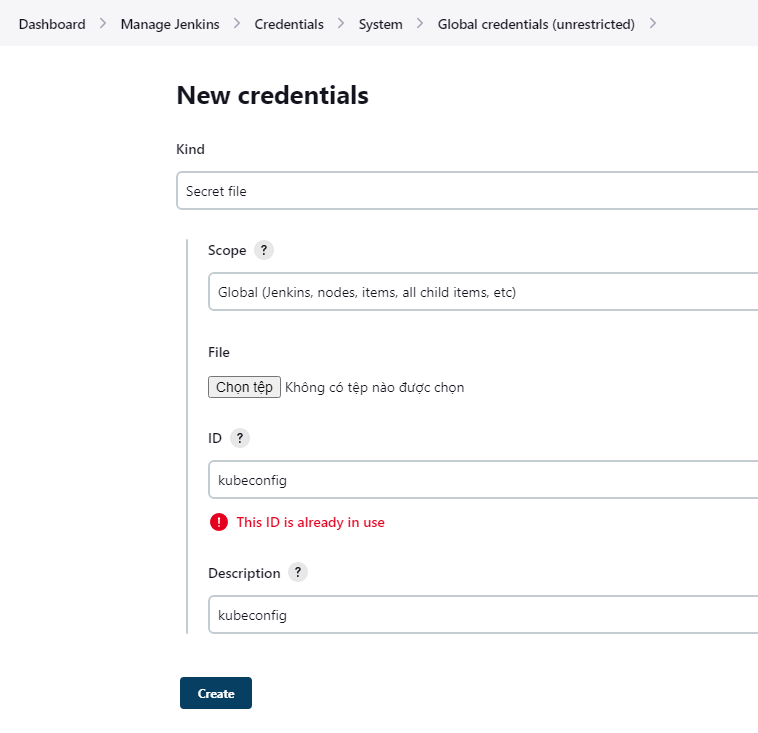 Dashboard > Manage Jenkins > Credentials > System > Global credentials (unrestricted) >
New credentials
Kind
Secret file
Scope ?
Global (Jenkins, nodes, items, all child items, etc)
File
Chọn tệp Không có tệp nào được chọn
ID ?
kubeconfig
! This ID is already in use
Description ?
kubeconfig
Create